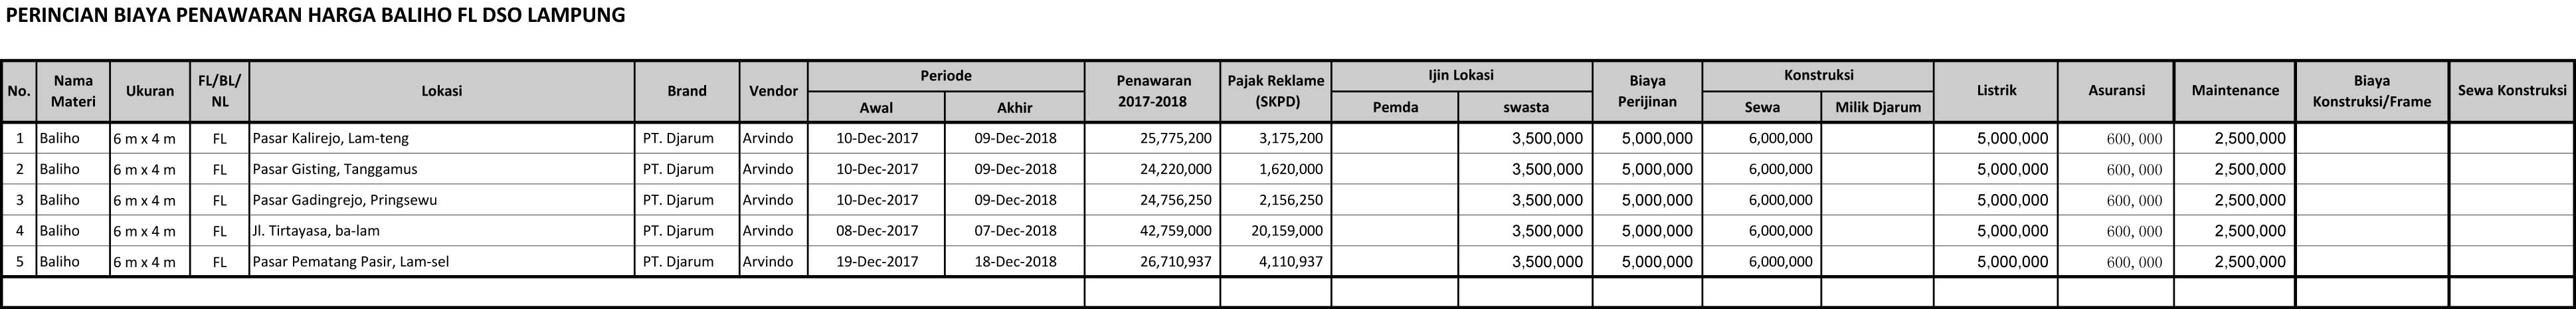 PERINCIAN BIAYA PENAWARAN HARGA BALIHO FL DSO LAMPUNG
No. Nama Materi Ukuran FL/BL/NL Lokasi Brand Vendor Periode Awal Akhir Penawaran 2017-2018 Pajak Reklame (SKPD) Ijin Lokasi Pemda swasta Biaya Perijinan Konstruksi Sewa Milik Djarum Listrik Asuransi Maintenance Biaya Konstruksi/Frame Sewa Konstruksi
1 Baliho 6 m x 4 m FL Pasar Kalirejo, Lam-teng PT. Djarum Arvindo 10-Dec-2017 09-Dec-2018 25,775,200 3,175,200 3,500,000 5,000,000 6,000,000 5,000,000 600, 000 2,500,000
2 Baliho 6 m x 4 m FL Pasar Gisting, Tanggamus PT. Djarum Arvindo 10-Dec-2017 09-Dec-2018 24,220,000 1,620,000 3,500,000 5,000,000 6,000,000 5,000,000 600, 000 2,500,000
3 Baliho 6 m x 4 m FL Pasar Gadingrejo, Pringsewu PT. Djarum Arvindo 10-Dec-2017 09-Dec-2018 24,756,250 2,156,250 3,500,000 5,000,000 6,000,000 5,000,000 600, 000 2,500,000
4 Baliho 6 m x 4 m FL Jl. Tirtayasa, ba-lam PT. Djarum Arvindo 08-Dec-2017 07-Dec-2018 42,759,000 20,159,000 3,500,000 5,000,000 6,000,000 5,000,000 600, 000 2,500,000
5 Baliho 6 m x 4 m FL Pasar Pematang Pasir, Lam-sel PT. Djarum Arvindo 19-Dec-2017 18-Dec-2018 26,710,937 4,110,937 3,500,000 5,000,000 6,000,000 5,000,000 600, 000 2,500,000